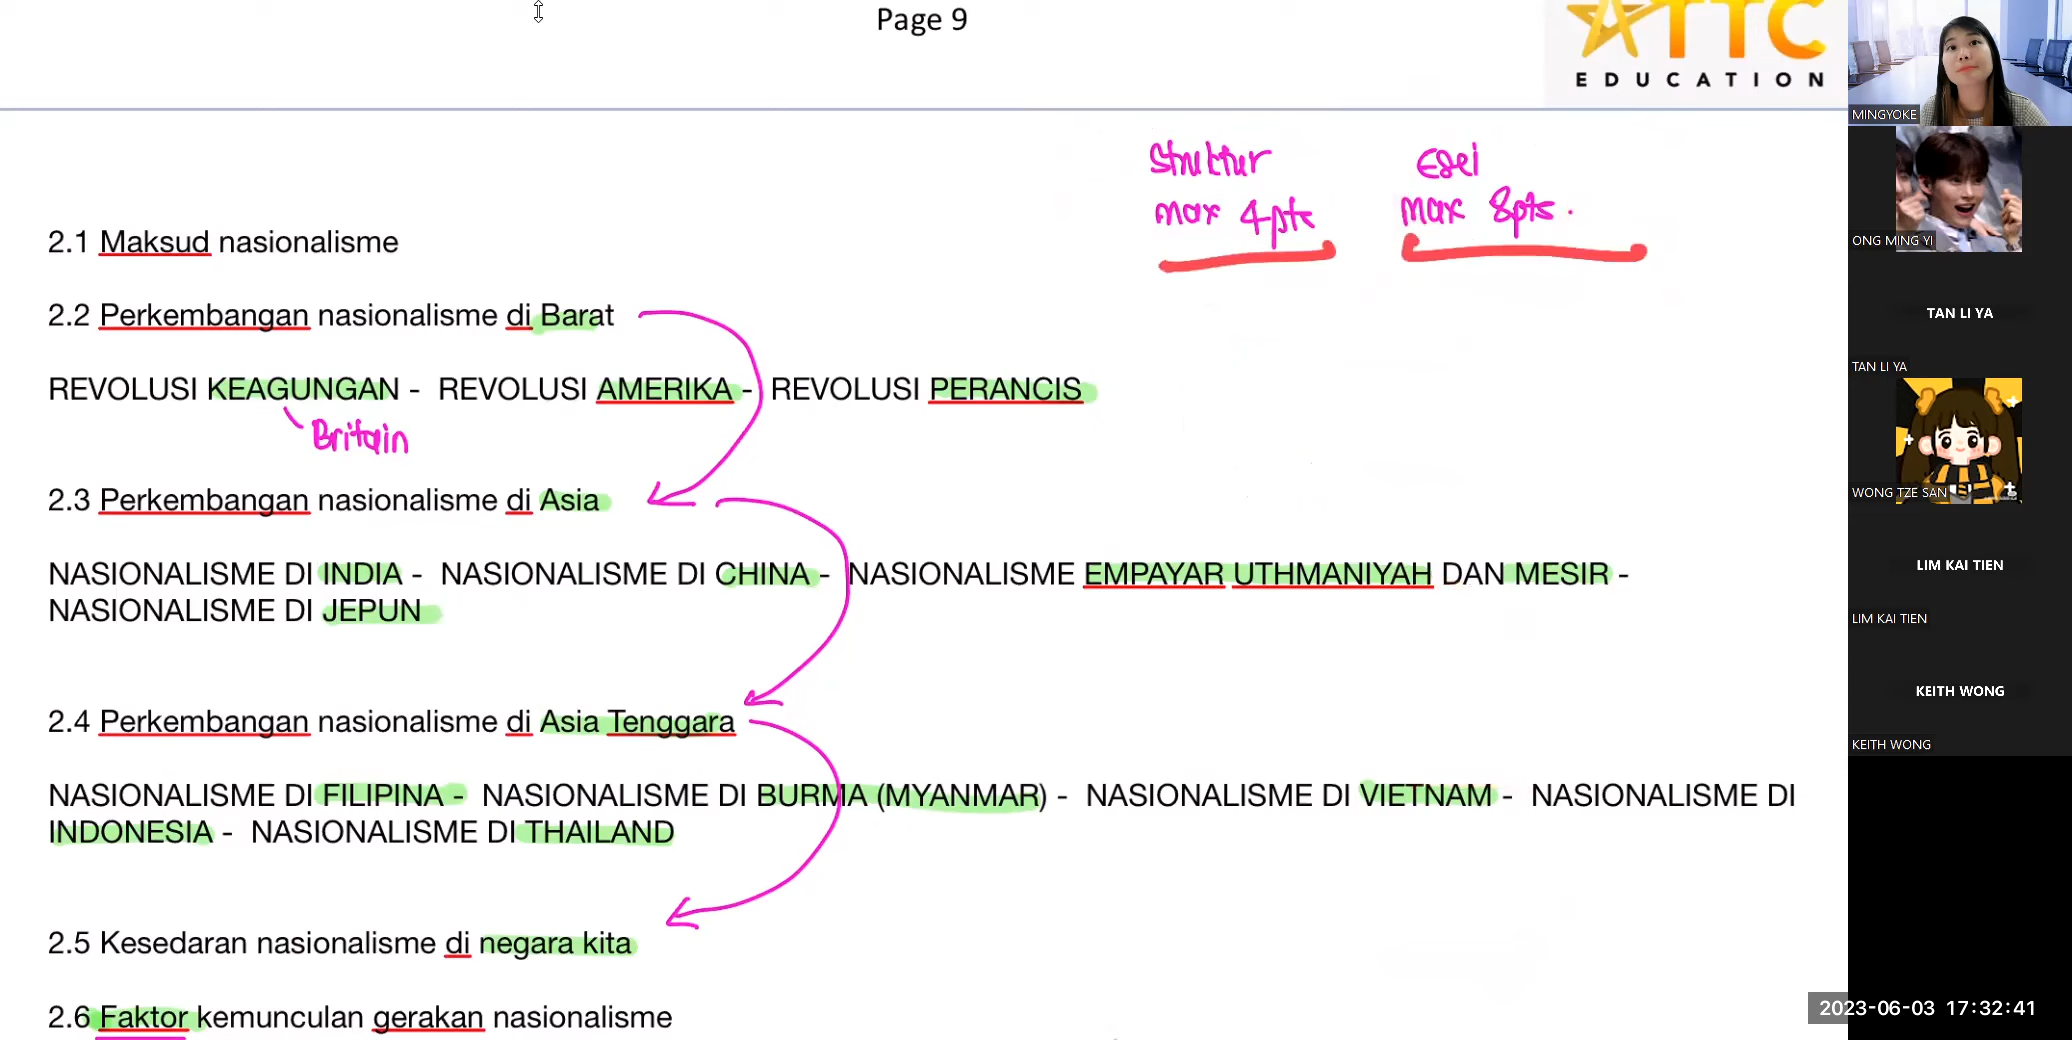 Page 9
ATTC
EDUCATION
Struktur
max 4pts
Esei
max 8pts.
2.1 Maksud nasionalisme
2.2 Perkembangan nasionalisme di Barat
REVOLUSI KEAGUNGAN - REVOLUSI AMERIKA - REVOLUSI PERANCIS
Britain
2.3 Perkembangan nasionalisme di Asia
NASIONALISME DI INDIA - NASIONALISME DI CHINA - NASIONALISME EMPAYAR UTHMANIYAH DAN MESIR -
NASIONALISME DI JEPUN
2.4 Perkembangan nasionalisme di Asia Tenggara
NASIONALISME DI FILIPINA - NASIONALISME DI BURMA (MYANMAR) - NASIONALISME DI VIETNAM - NASIONALISME DI
INDONESIA - NASIONALISME DI THAILAND
2.5 Kesedaran nasionalisme di negara kita
2.6 Faktor kemunculan gerakan nasionalisme
MINGYOKE
ONG MING YI
TAN LI YA
TAN LI YA
WONG TZE SAN
LIM KAI TIEN
LIM KAI TIEN
KEITH WONG
KEITH WONG
2023-06-03 17:32:41